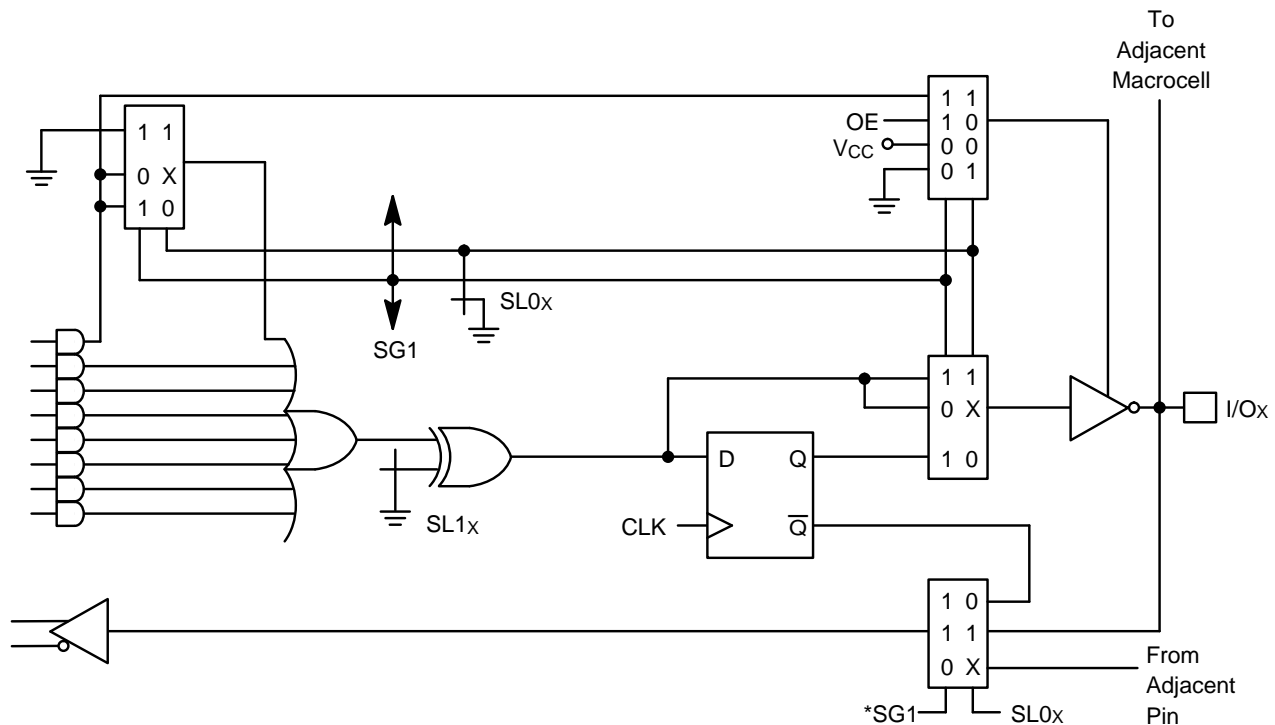 To
Adjacent
Macrocell
1 1
OE
1 0
VCC
0 0
0 1
1 1
0 X
1 0
SL0X
SG1
1 1
0 X
1 0
I/OX
D Q
CLK Q̅
SL1X
1 0
1 1
0 X
From
Adjacent
Pin
*SG1
SL0X